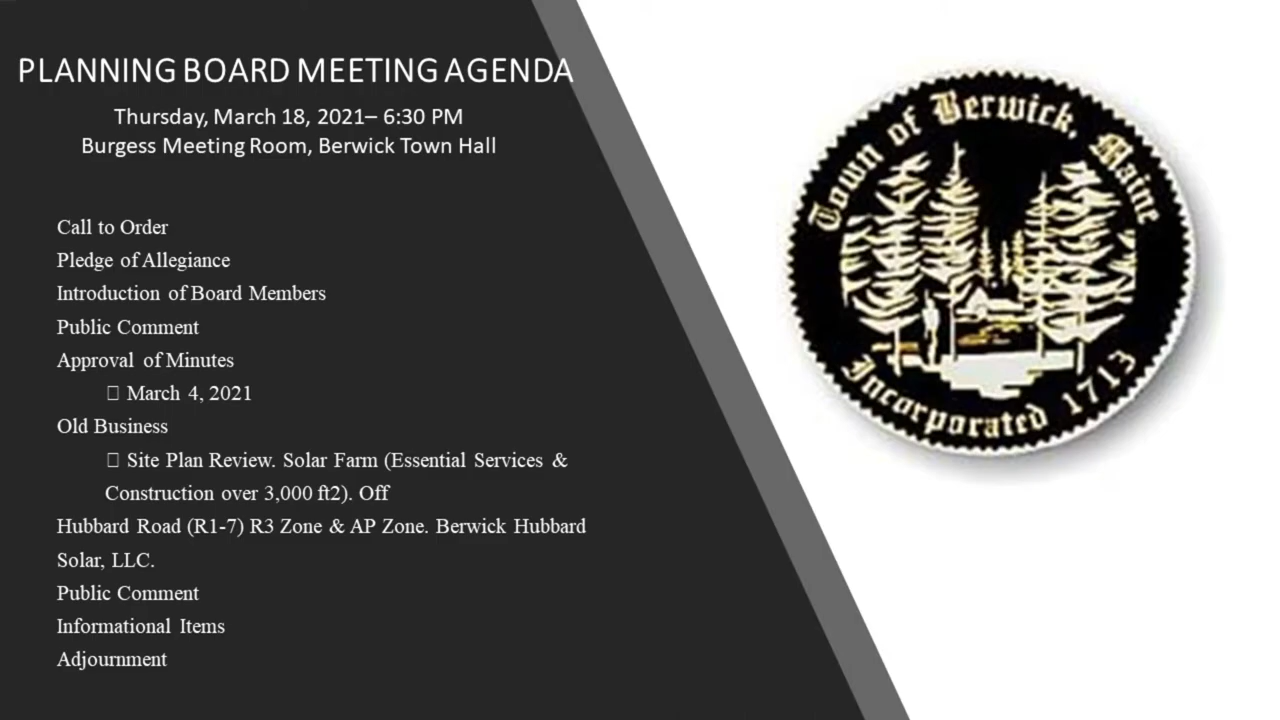 PLANNING BOARD MEETING AGENDA
Thursday, March 18, 2021– 6:30 PM
Burgess Meeting Room, Berwick Town Hall
Call to Order
Pledge of Allegiance
Introduction of Board Members
Public Comment
Approval of Minutes
▯ March 4, 2021
Old Business
▯ Site Plan Review. Solar Farm (Essential Services &
Construction over 3,000 ft2). Off
Hubbard Road (R1-7) R3 Zone & AP Zone. Berwick Hubbard
Solar, LLC.
Public Comment
Informational Items
Adjournment
Town of Berwick, Maine
Incorporated 1713